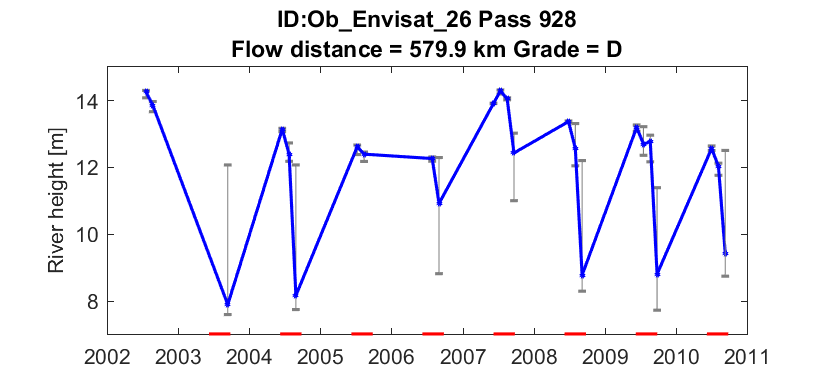 ID:Ob_Envisat_26 Pass 928
Flow distance = 579.9 km Grade = D
River height [m]
14
12
10
8
2002 2003 2004 2005 2006 2007 2008 2009 2010 2011